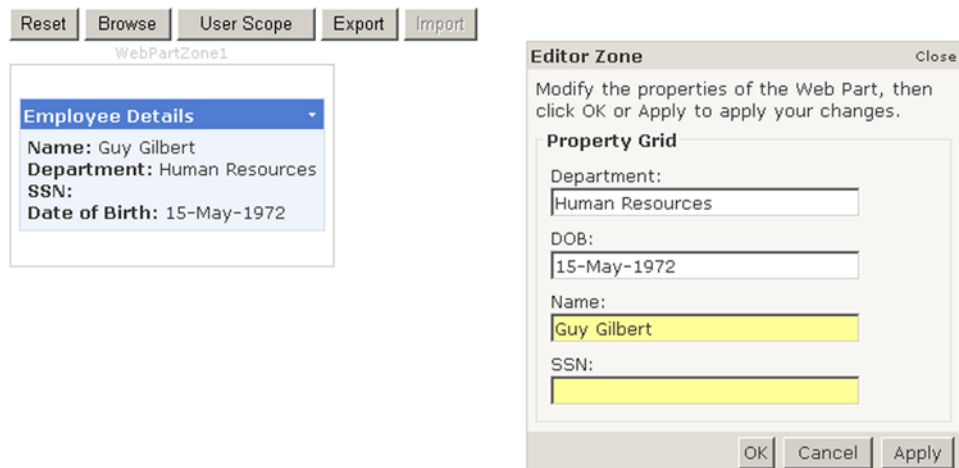 Reset Browse User Scope Export Import
WebPartZone1
Employee Details
Name: Guy Gilbert
Department: Human Resources
SSN:
Date of Birth: 15-May-1972
Editor Zone Close
Modify the properties of the Web Part, then
click OK or Apply to apply your changes.
Property Grid
Department:
Human Resources
DOB:
15-May-1972
Name:
Guy Gilbert
SSN:
OK Cancel Apply